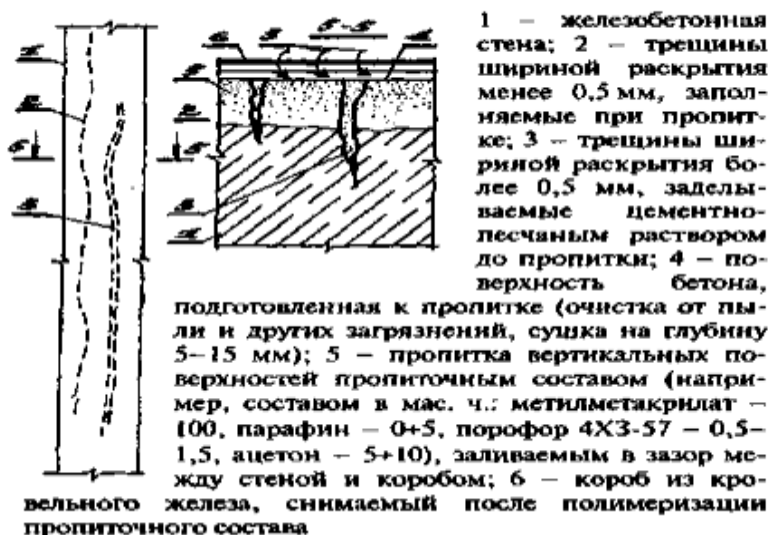 1 – железобетонная
стена; 2 – трещины
шириной раскрытия
менее 0,5 мм, запол-
няемые при пропит-
ке; 3 – трещины ши-
риной раскрытия бо-
лее 0,5 мм, заделы-
ваемые цементно-
песчаным раствором
до пропитки; 4 – по-
верхность бетона,
подготовленная к пропитке (очистка от пы-
ли и других загрязнений, сушка на глубину
5–15 мм); 5 – пропитка вертикальных по-
верхностей пропиточным составом (напри-
мер, составом в мас. ч.: метилметакрилат –
100, парафин – 0+5, порофор 4ХЗ-57 – 0,5–
1,5, ацетон – 5+10), заливаемым в зазор ме-
жду стеной и коробом; 6 – короб из кро-
вельного железа, снимаемый после полимеризации
пропиточного состава